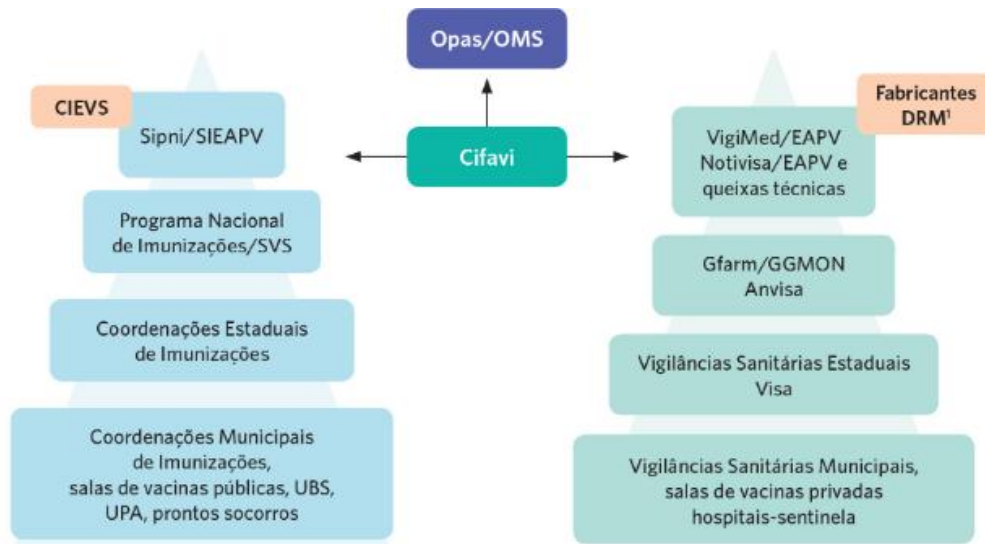 Opas/OMS
CIEVS
Sipni/SIEAPV
Cifavi
Fabricantes
DRM¹
VigiMed/EAPV
Notivisa/EAPV e
queixas técnicas
Programa Nacional
de Imunizações/SVS
Gfarm/GGMON
Anvisa
Coordenações Estaduais
de Imunizações
Vigilâncias Sanitárias Estaduais
Visa
Coordenações Municipais
de Imunizações,
salas de vacinas públicas, UBS,
UPA, prontos socorros
Vigilâncias Sanitárias Municipais,
salas de vacinas privadas
hospitais-sentinela